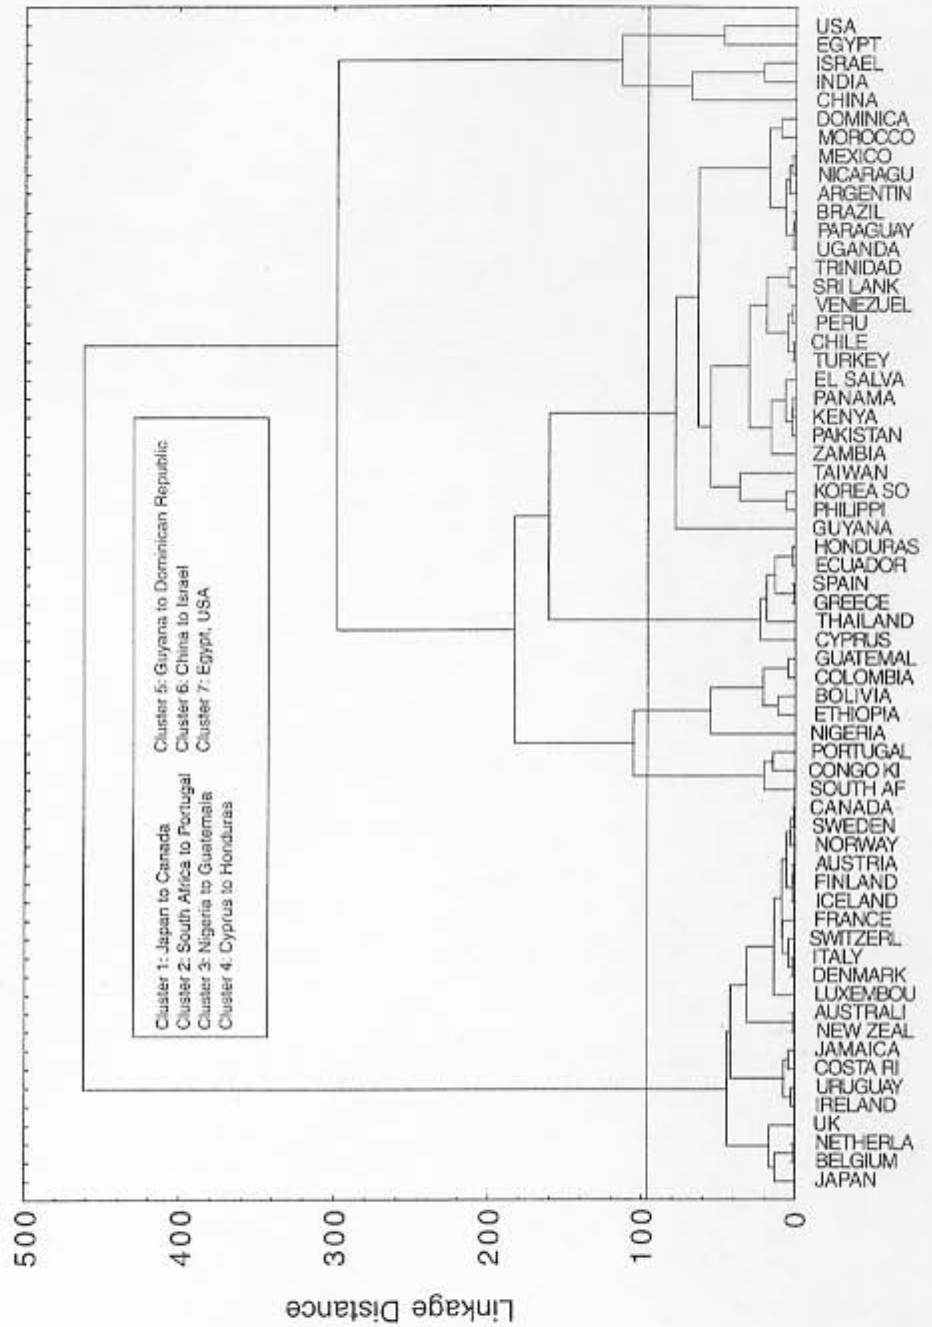 USA
EGYPT
ISRAEL
INDIA
CHINA
DOMINICA
MOROCCO
MEXICO
NICARAGU
ARGENTIN
BRAZIL
PARAGUAY
UGANDA
TRINIDAD
SRI LANK
VENEZUEL
PERU
CHILE
TURKEY
EL SALVA
PANAMA
KENYA
PAKISTAN
ZAMBIA
TAIWAN
KOREA SO
PHILIPPI
GUYANA
HONDURAS
ECUADOR
SPAIN
GREECE
THAILAND
CYPRUS
GUATEMAL
COLOMBIA
BOLIVIA
ETHIOPIA
NIGERIA
PORTUGAL
CONGO KI
SOUTH AF
CANADA
SWEDEN
NORWAY
AUSTRIA
FINLAND
ICELAND
FRANCE
SWITZERL
ITALY
DENMARK
LUXEMBOU
AUSTRALI
NEW ZEAL
JAMAICA
COSTA RI
URUGUAY
IRELAND
UK
NETHERLA
BELGIUM
JAPAN
Cluster 1: Japan to Canada
Cluster 2: South Africa to Portugal
Cluster 3: Nigeria to Guatemala
Cluster 4: Cyprus to Honduras
Cluster 5: Guyana to Dominican Republic
Cluster 6: China to Israel
Cluster 7: Egypt, USA
500
400
300
200
100
0
Linkage Distance